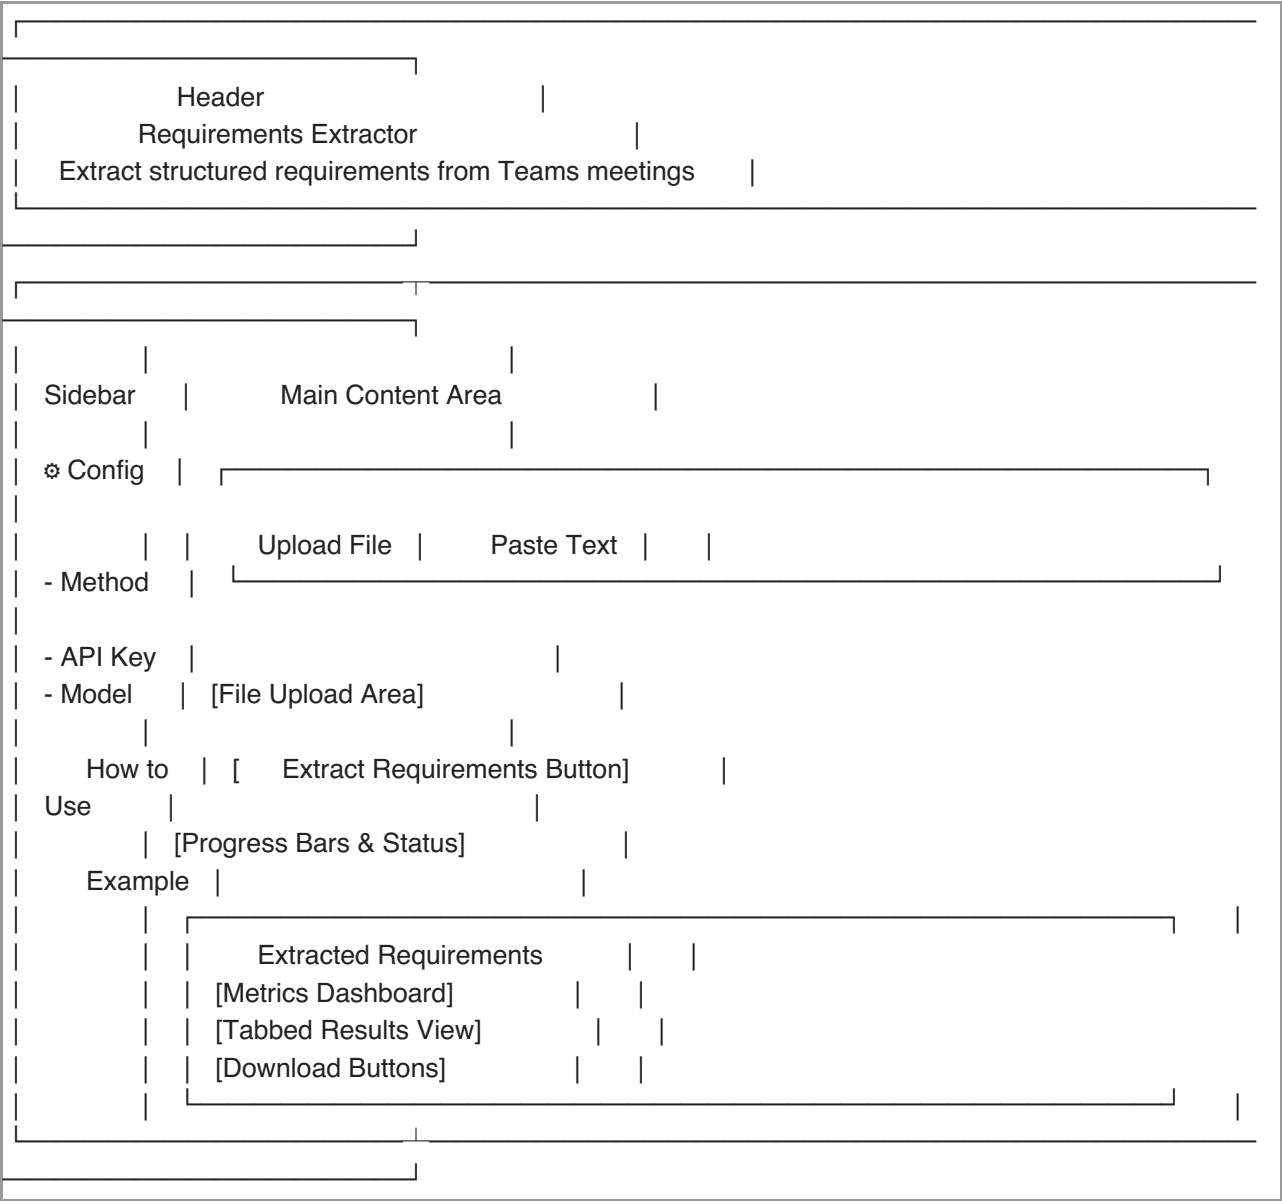 Header
Requirements Extractor
Extract structured requirements from Teams meetings
Sidebar Main Content Area
⚙ Config
Upload File Paste Text
- Method
- API Key
- Model [File Upload Area]
How to [ Extract Requirements Button]
Use
[Progress Bars & Status]
Example
Extracted Requirements
[Metrics Dashboard]
[Tabbed Results View]
[Download Buttons]